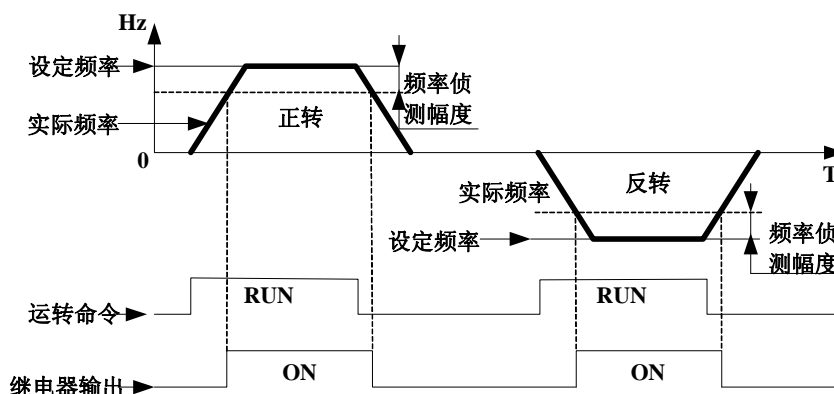 Hz
设定频率
频率侦
测幅度
实际频率
正转
0
T
实际频率
反转
设定频率
频率侦
测幅度
RUN
RUN
运转命令
ON
ON
继电器输出